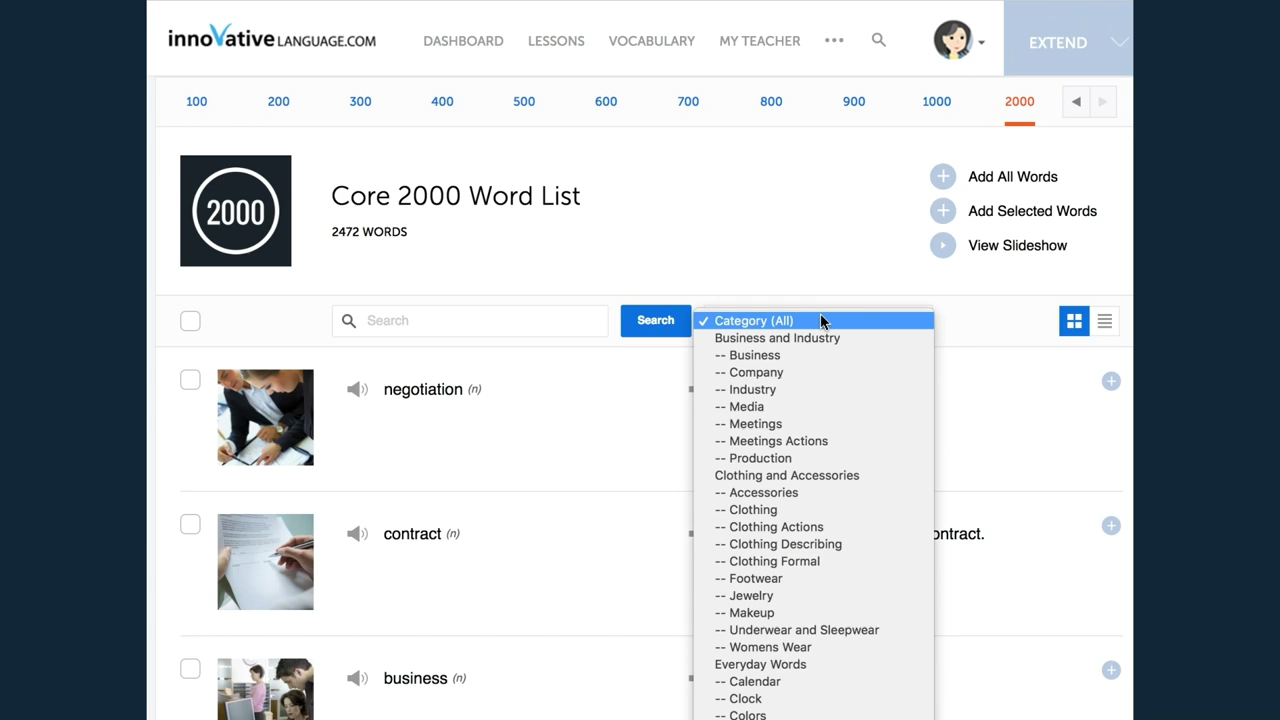 innoVative LANGUAGE.COM
DASHBOARD LESSONS VOCABULARY MY TEACHER ••• EXTEND
100 200 300 400 500 600 700 800 900 1000 2000
2000
Core 2000 Word List
2472 WORDS
Add All Words
Add Selected Words
View Slideshow
Search
Search
✓ Category (All)
Business and Industry
-- Business
-- Company
-- Industry
-- Media
-- Meetings
-- Meetings Actions
-- Production
Clothing and Accessories
-- Accessories
-- Clothing
-- Clothing Actions
-- Clothing Describing
-- Clothing Formal
-- Footwear
-- Jewelry
-- Makeup
-- Underwear and Sleepwear
-- Womens Wear
Everyday Words
-- Calendar
-- Clock
-- Colors
negotiation (n)
contract (n)
ontract.
business (n)